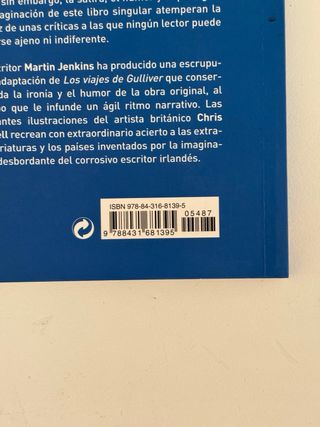 sin embargo, la sátira, el humor y
imaginación de este libro singular atemperan la
z de unas críticas a las que ningún lector puede
rse ajeno ni indiferente.
critor Martin Jenkins ha producido una escrupu-
adaptación de Los viajes de Gulliver que conser-
da la ironía y el humor de la obra original, al
po que le infunde un ágil ritmo narrativo. Las
antes ilustraciones del artista británico Chris
ell recrean con extraordinario acierto a las extra-
riaturas y los países inventados por la imagina-
desbordante del corrosivo escritor irlandés.
ISBN 978-84-316-8139-5
05487
9 788431 681395